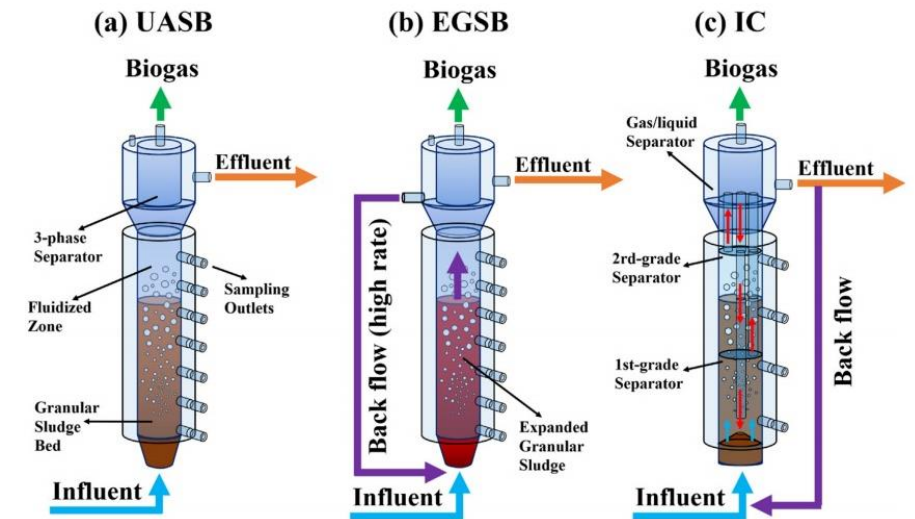 (a) UASB
Biogas
Effluent
3-phase
Separator
Fluidized
Zone
Sampling
Outlets
Granular
Sludge
Bed
Influent
(b) EGSB
Biogas
Effluent
Back flow (high rate)
Expanded
Granular
Sludge
Influent
(c) IC
Biogas
Gas/liquid
Separator
Effluent
2rd-grade
Separator
1st-grade
Separator
Back flow
Influent